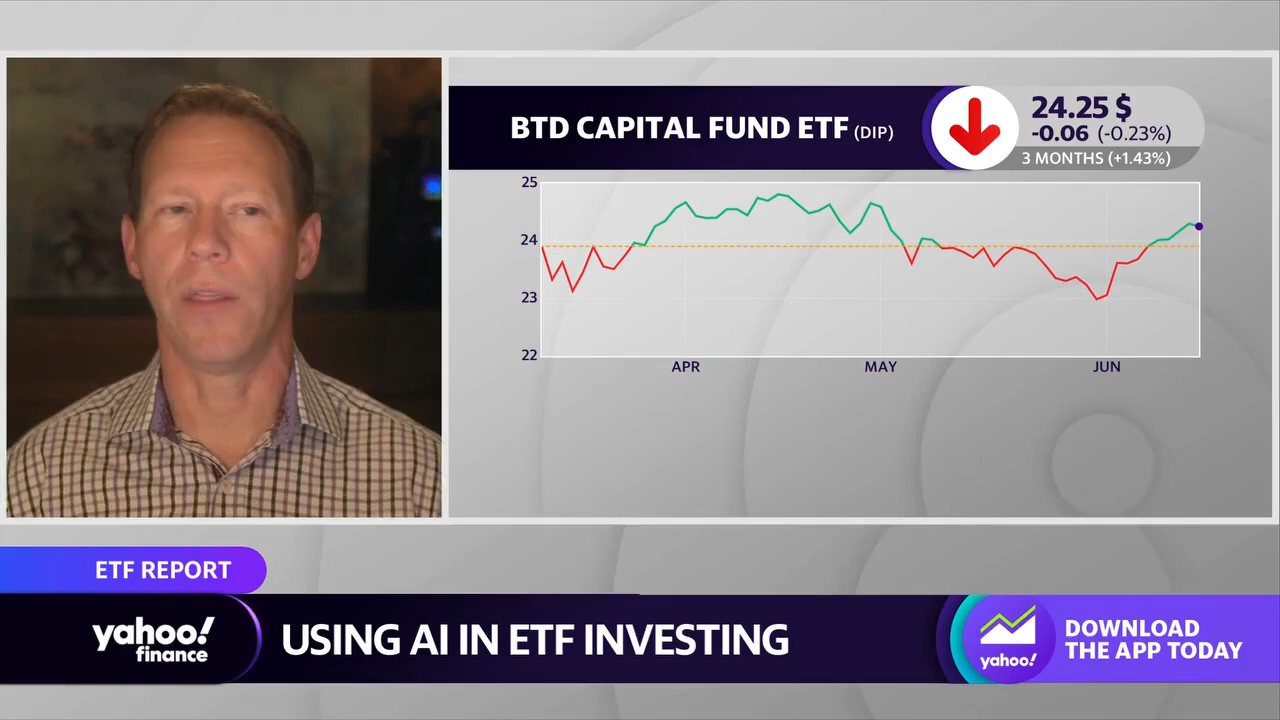 BTD CAPITAL FUND ETF (DIP)
24.25 $
-0.06 (-0.23%)
3 MONTHS (+1.43%)
25
24
23
22
APR MAY JUN
ETF REPORT
yahoo!
finance
USING AI IN ETF INVESTING
yahoo!
DOWNLOAD
THE APP TODAY